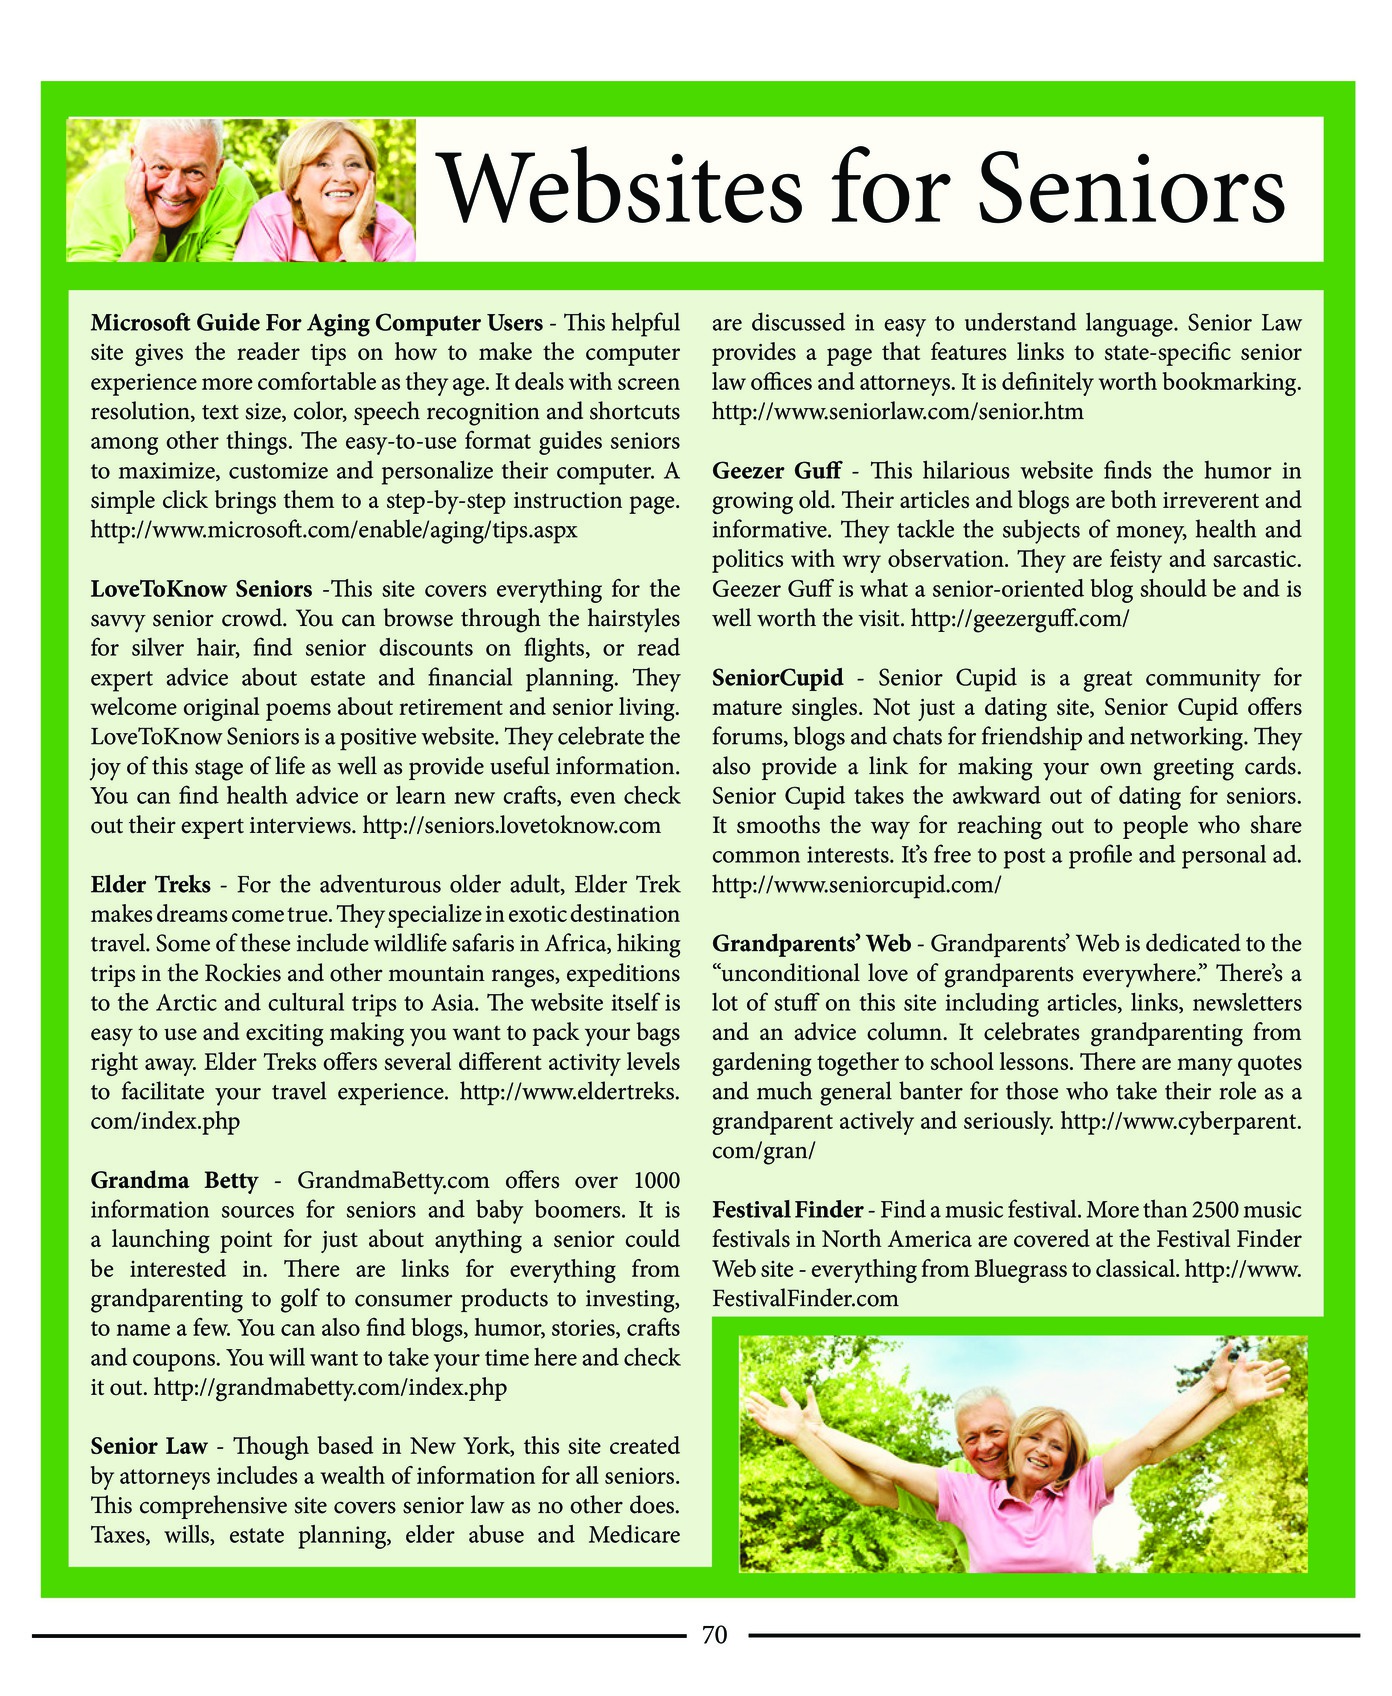 Websites for Seniors
Microsoft Guide For Aging Computer Users - This helpful
site gives the reader tips on how to make the computer
experience more comfortable as they age. It deals with screen
resolution, text size, color, speech recognition and shortcuts
among other things. The easy-to-use format guides seniors
to maximize, customize and personalize their computer. A
simple click brings them to a step-by-step instruction page.
http://www.microsoft.com/enable/aging/tips.aspx
LoveToKnow Seniors -This site covers everything for the
savvy senior crowd. You can browse through the hairstyles
for silver hair, find senior discounts on flights, or read
expert advice about estate and financial planning. They
welcome original poems about retirement and senior living.
LoveToKnow Seniors is a positive website. They celebrate the
joy of this stage of life as well as provide useful information.
You can find health advice or learn new crafts, even check
out their expert interviews. http://seniors.lovetoknow.com
Elder Treks - For the adventurous older adult, Elder Trek
makes dreams come true. They specialize in exotic destination
travel. Some of these include wildlife safaris in Africa, hiking
trips in the Rockies and other mountain ranges, expeditions
to the Arctic and cultural trips to Asia. The website itself is
easy to use and exciting making you want to pack your bags
right away. Elder Treks offers several different activity levels
to facilitate your travel experience. http://www.eldertreks.
com/index.php
Grandma Betty - GrandmaBetty.com offers over 1000
information sources for seniors and baby boomers. It is
a launching point for just about anything a senior could
be interested in. There are links for everything from
grandparenting to golf to consumer products to investing,
to name a few. You can also find blogs, humor, stories, crafts
and coupons. You will want to take your time here and check
it out. http://grandmabetty.com/index.php
Senior Law - Though based in New York, this site created
by attorneys includes a wealth of information for all seniors.
This comprehensive site covers senior law as no other does.
Taxes, wills, estate planning, elder abuse and Medicare
are discussed in easy to understand language. Senior Law
provides a page that features links to state-specific senior
law offices and attorneys. It is definitely worth bookmarking.
http://www.seniorlaw.com/senior.htm
Geezer Guff - This hilarious website finds the humor in
growing old. Their articles and blogs are both irreverent and
informative. They tackle the subjects of money, health and
politics with wry observation. They are feisty and sarcastic.
Geezer Guff is what a senior-oriented blog should be and is
well worth the visit. http://geezerguff.com/
SeniorCupid - Senior Cupid is a great community for
mature singles. Not just a dating site, Senior Cupid offers
forums, blogs and chats for friendship and networking. They
also provide a link for making your own greeting cards.
Senior Cupid takes the awkward out of dating for seniors.
It smooths the way for reaching out to people who share
common interests. It’s free to post a profile and personal ad.
http://www.seniorcupid.com/
Grandparents’ Web - Grandparents’ Web is dedicated to the
“unconditional love of grandparents everywhere.” There’s a
lot of stuff on this site including articles, links, newsletters
and an advice column. It celebrates grandparenting from
gardening together to school lessons. There are many quotes
and much general banter for those who take their role as a
grandparent actively and seriously. http://www.cyberparent.
com/gran/
Festival Finder - Find a music festival. More than 2500 music
festivals in North America are covered at the Festival Finder
Web site - everything from Bluegrass to classical. http://www.
FestivalFinder.com
70